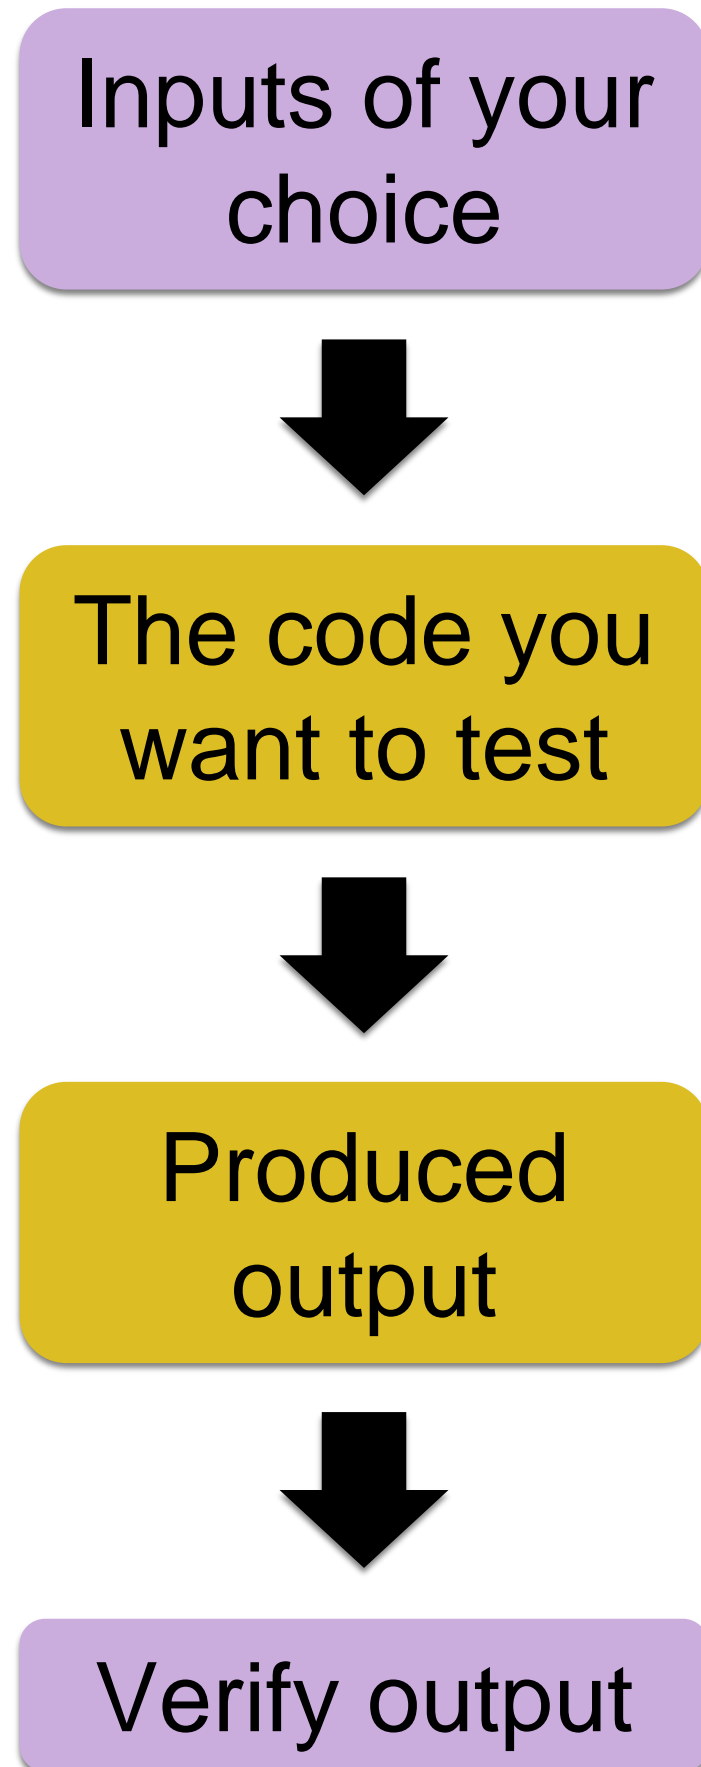 Inputs of your
choice
The code you
want to test
Produced
output
Verify output